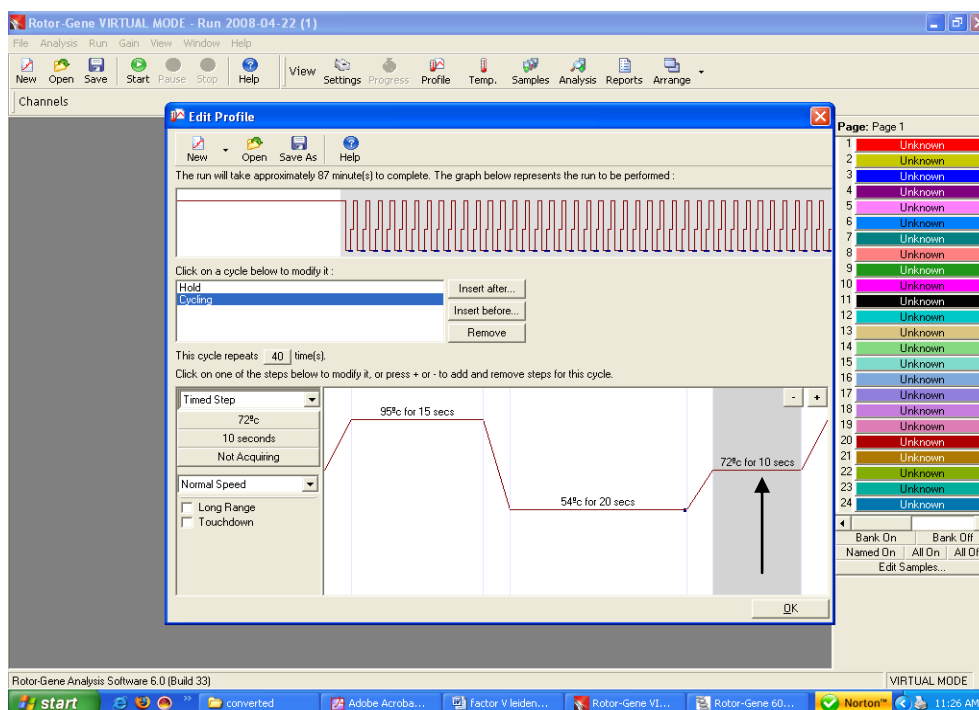 Rotor-Gene VIRTUAL MODE - Run 2008-04-22 (1)
File Analysis Run Gain View Window Help
New Open Save Start Pause Stop Help View Settings Progress Profile Temp. Samples Analysis Reports Arrange
Channels
Edit Profile
New Open Save As Help
The run will take approximately 87 minute(s) to complete. The graph below represents the run to be performed :
Click on a cycle below to modify it :
Hold
Cycling
Insert after...
Insert before...
Remove
This cycle repeats 40 time(s).
Click on one of the steps below to modify it, or press + or - to add and remove steps for this cycle.
Timed Step
72ºc
10 seconds
Not Acquiring
Normal Speed
Long Range
Touchdown
95ºc for 15 secs
54ºc for 20 secs
72ºc for 10 secs
- +
OK
Page: Page 1
1 Unknown
2 Unknown
3 Unknown
4 Unknown
5 Unknown
6 Unknown
7 Unknown
8 Unknown
9 Unknown
10 Unknown
11 Unknown
12 Unknown
13 Unknown
14 Unknown
15 Unknown
16 Unknown
17 Unknown
18 Unknown
19 Unknown
20 Unknown
21 Unknown
22 Unknown
23 Unknown
24 Unknown
Bank On Bank Off
Named On All On All Of
Edit Samples...
Rotor-Gene Analysis Software 6.0 (Build 33) VIRTUAL MODE
start converted Adobe Acroba... factor V leiden... Rotor-Gene VI... Rotor-Gene 60... Norton™ 11:26 AM